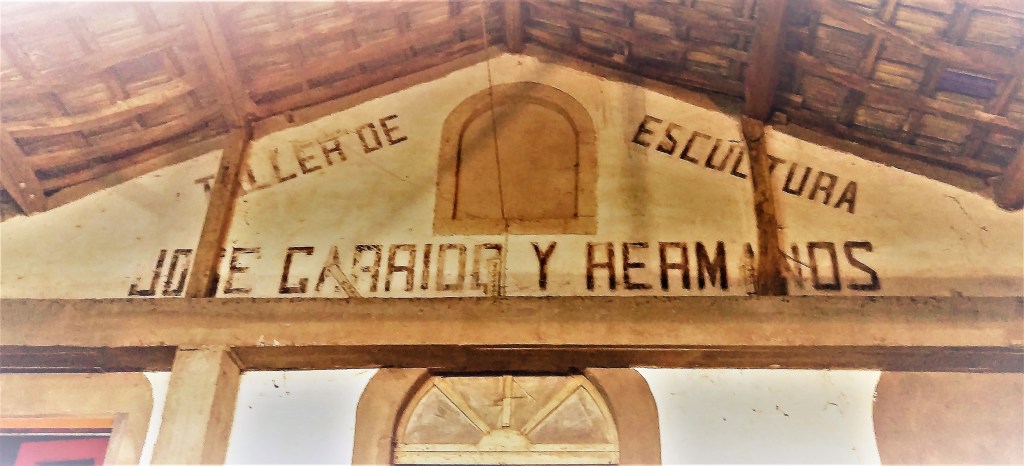 TALLER DE ESCULTURA
JOSE GARRIDO Y HERMANOS